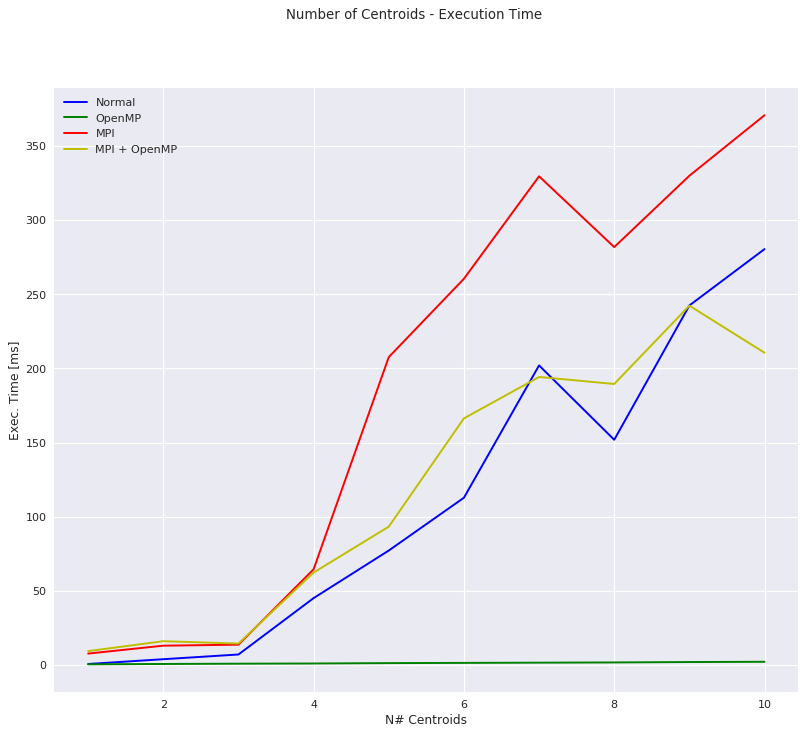 Number of Centroids - Execution Time
Normal
OpenMP
MPI
MPI + OpenMP
350
300
250
200
150
100
50
0
Exec. Time [ms]
2 4 6 8 10
N# Centroids